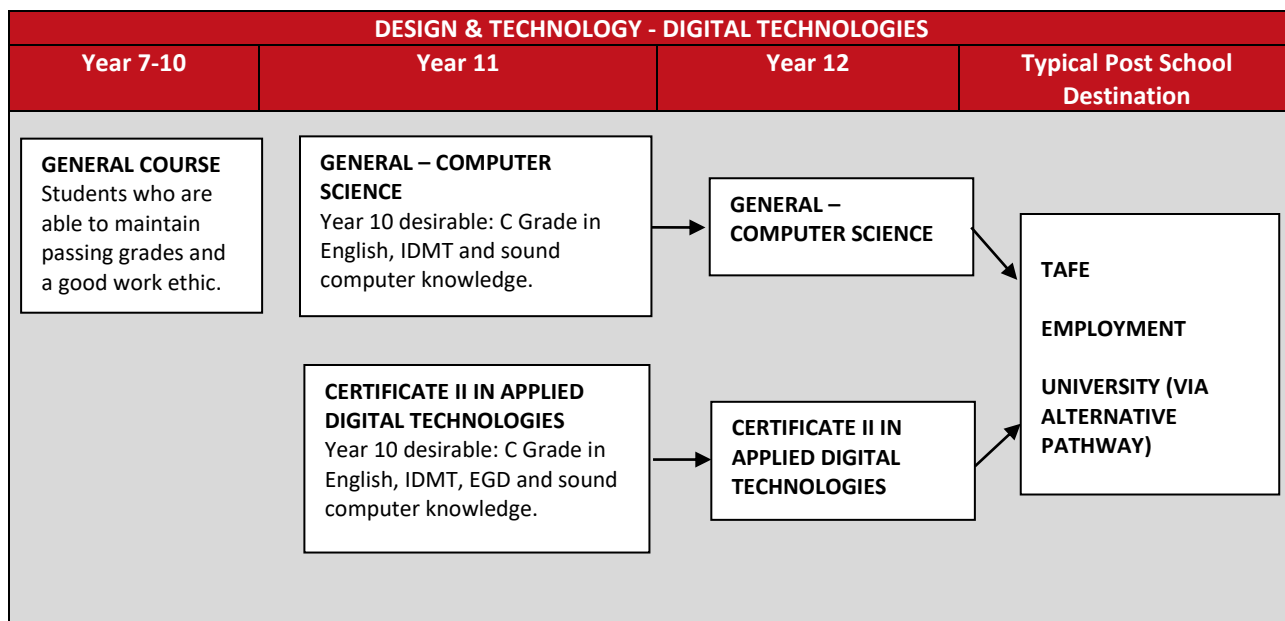 DESIGN & TECHNOLOGY - DIGITAL TECHNOLOGIES
Year 7-10
Year 11
Year 12
Typical Post School
Destination
GENERAL COURSE
Students who are
able to maintain
passing grades and
a good work ethic.
GENERAL – COMPUTER
SCIENCE
Year 10 desirable: C Grade in
English, IDMT and sound
computer knowledge.
GENERAL –
COMPUTER SCIENCE
TAFE
EMPLOYMENT
UNIVERSITY (VIA
ALTERNATIVE
PATHWAY)
CERTIFICATE II IN APPLIED
DIGITAL TECHNOLOGIES
Year 10 desirable: C Grade in
English, IDMT, EGD and sound
computer knowledge.
CERTIFICATE II IN
APPLIED DIGITAL
TECHNOLOGIES